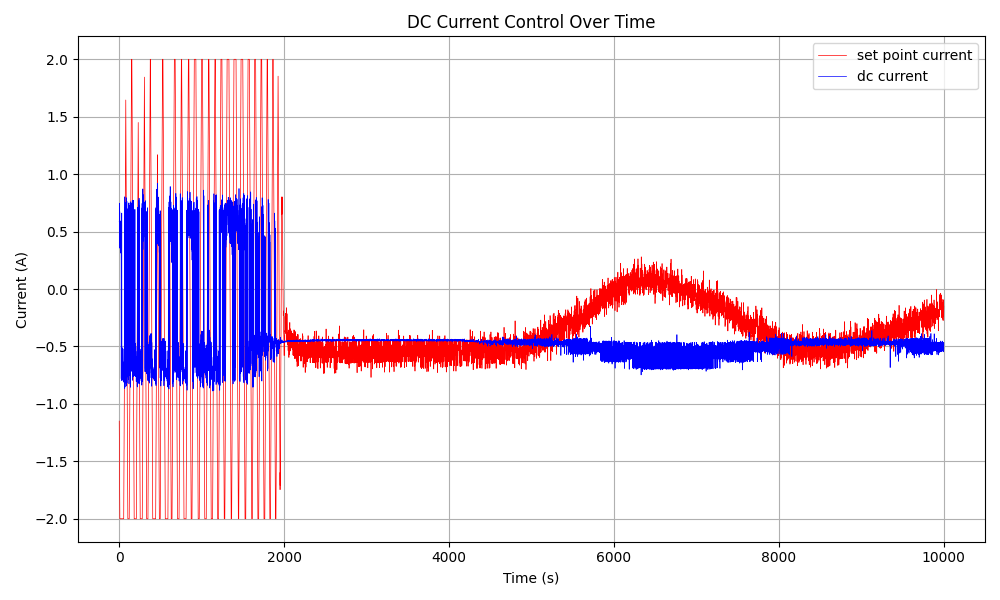 DC Current Control Over Time
set point current
dc current
Current (A)
2.0
1.5
1.0
0.5
0.0
−0.5
−1.0
−1.5
−2.0
0 2000 4000 6000 8000 10000
Time (s)